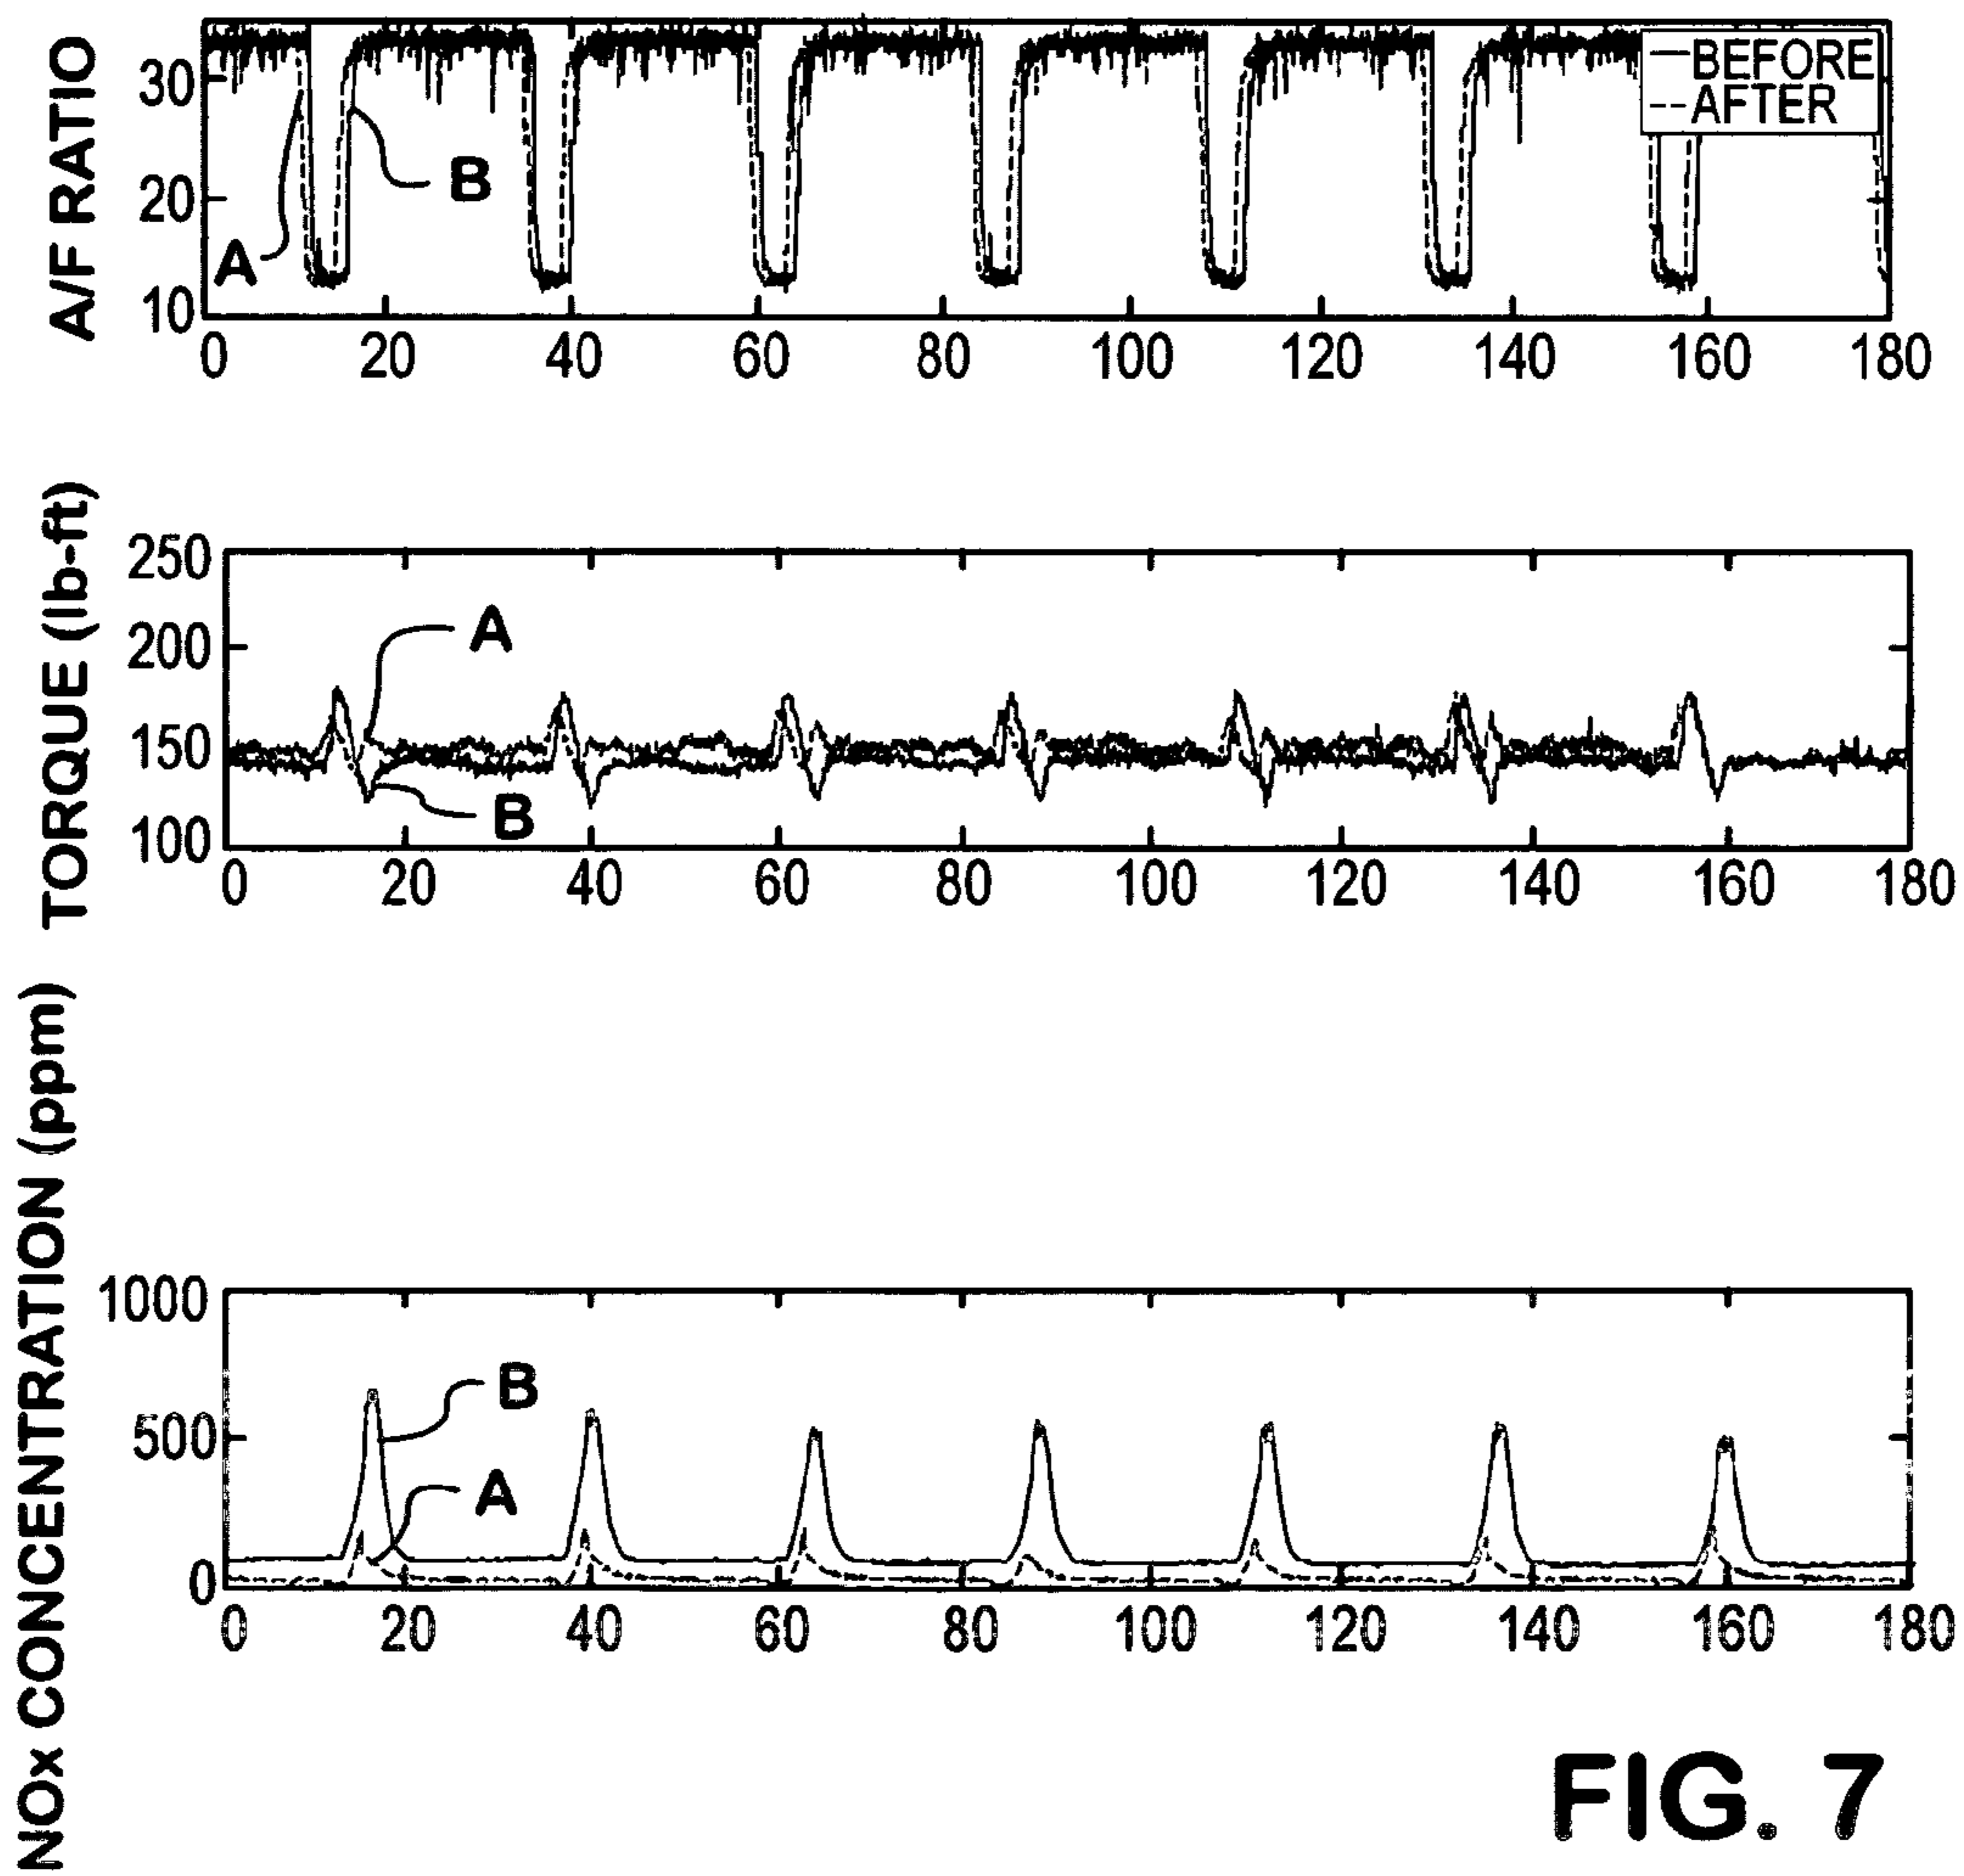 A/F RATIO
30
20
10
A
B
BEFORE
AFTER
0 20 40 60 80 100 120 140 160 180
TORQUE (lb-ft)
250
200
150
100
A
B
0 20 40 60 80 100 120 140 160 180
NOx CONCENTRATION (ppm)
1000
500
0
B
A
0 20 40 60 80 100 120 140 160 180
FIG. 7